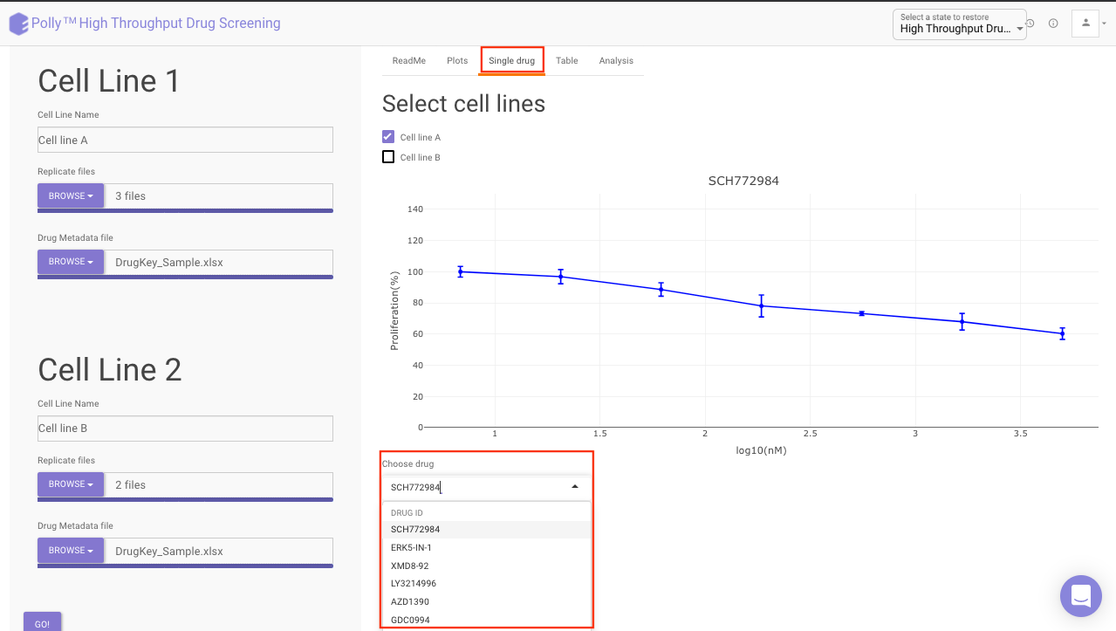 Polly™High Throughput Drug Screening
Select a state to restore
High Throughput Dru...
Cell Line 1
Cell Line Name
Cell line A
Replicate files
BROWSE 3 files
Drug Metadata file
BROWSE DrugKey_Sample.xlsx
Cell Line 2
Cell Line Name
Cell line B
Replicate files
BROWSE 2 files
Drug Metadata file
BROWSE DrugKey_Sample.xlsx
GO!
ReadMe Plots Single drug Table Analysis
Select cell lines
Cell line A
Cell line B
SCH772984
Proliferation(%)
140
120
100
80
60
40
20
0
1 1.5 2 2.5 3 3.5
log10(nM)
Choose drug
SCH772984
DRUG ID
SCH772984
ERK5-IN-1
XMD8-92
LY3214996
AZD1390
GDC0994